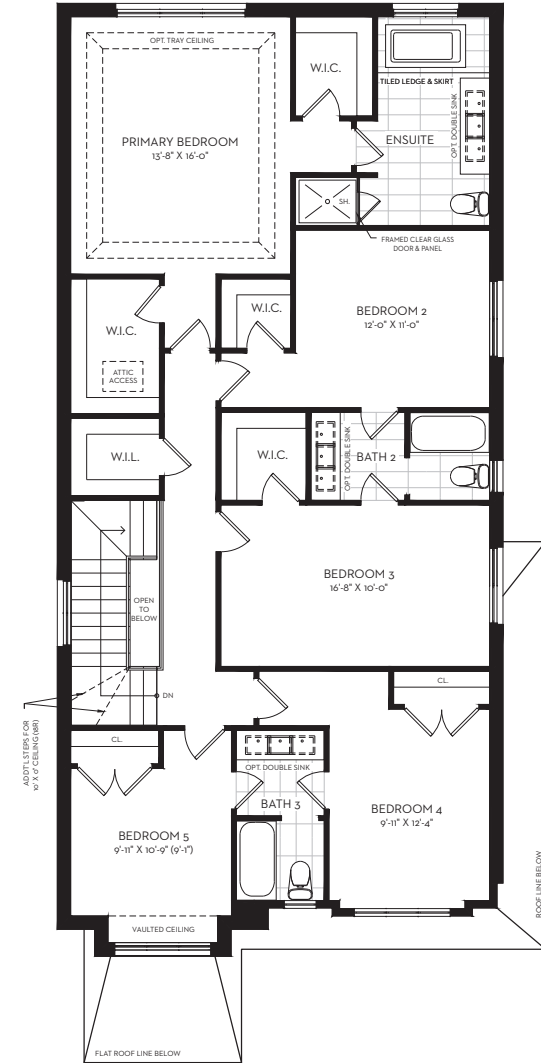 OPT. TRAY CEILING
W.I.C.
TILED LEDGE & SKIRT
OPT. DOUBLE SINK
PRIMARY BEDROOM
13'-8" X 16'-0"
ENSUITE
SH.
FRAMED CLEAR GLASS
DOOR & PANEL
W.I.C.
BEDROOM 2
12'-0" X 11'-0"
W.I.C.
ATTIC
ACCESS
W.I.L.
W.I.C.
OPT. DOUBLE SINK
BATH 2
BEDROOM 3
16'-8" X 10'-0"
OPEN
TO
BELOW
DN
CL.
ADDT'L STEPS FOR
10' X 0" CEILING (18R)
CL.
OPT. DOUBLE SINK
BATH 3
BEDROOM 4
9'-11" X 12'-4"
BEDROOM 5
9'-11" X 10'-9" (9'-1")
ROOF LINE BELOW
VAULTED CEILING
FLAT ROOF LINE BELOW